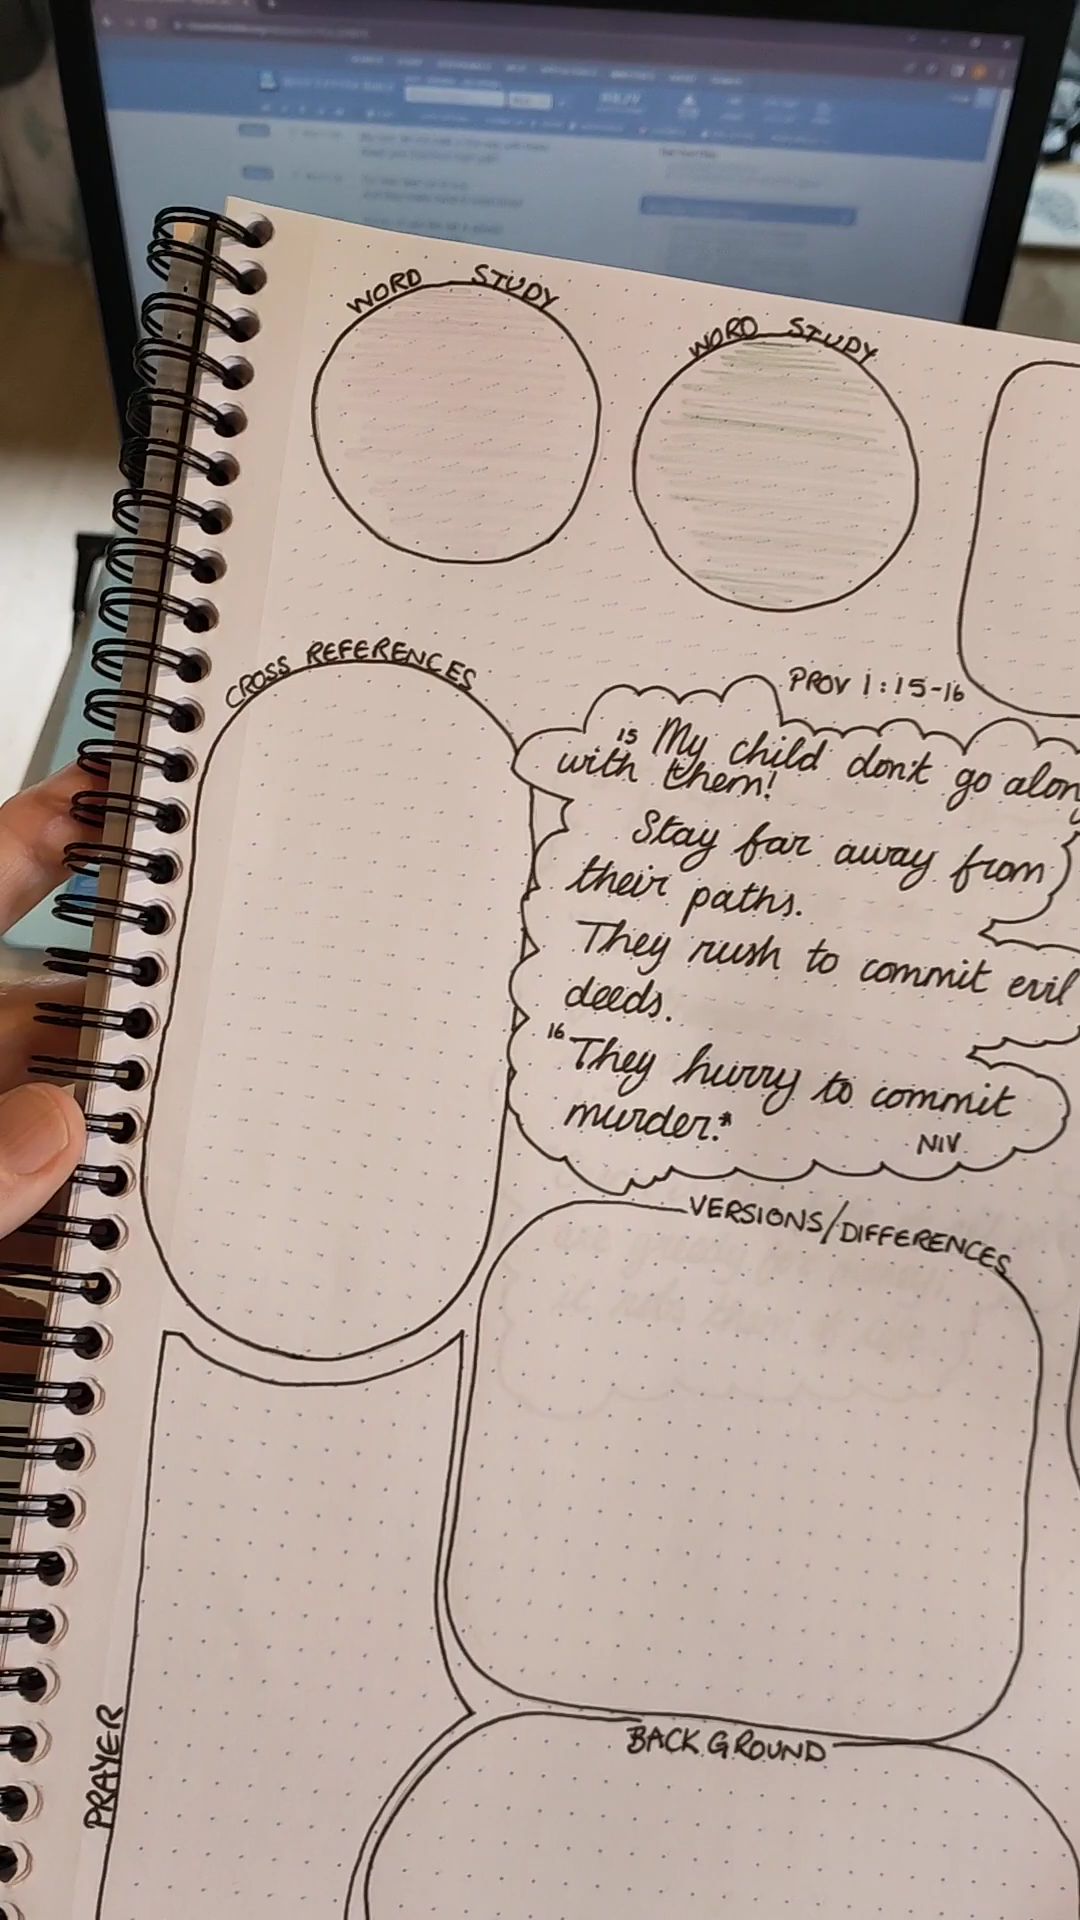 WORD STUDY
WORD STUDY
CROSS REFERENCES
PROV 1:15-16
15 My child don't go along
with them!
Stay far away from
their paths.
They rush to commit evil
deeds.
16 They hurry to commit
murder.*
NIV
VERSIONS/DIFFERENCES
BACKGROUND
PRAYER